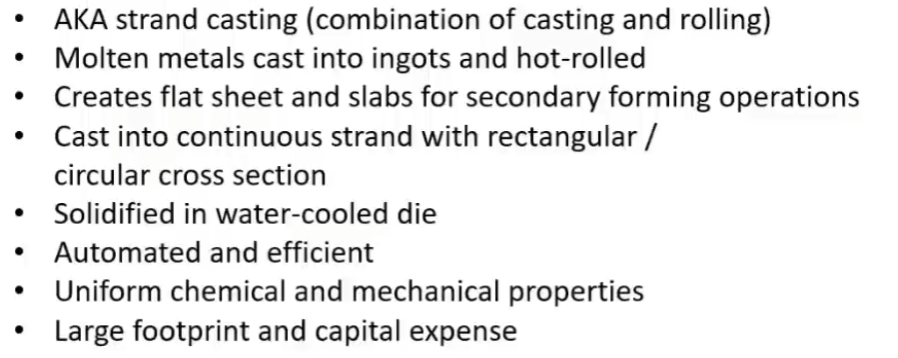 • AKA strand casting (combination of casting and rolling)
• Molten metals cast into ingots and hot-rolled
• Creates flat sheet and slabs for secondary forming operations
• Cast into continuous strand with rectangular /
circular cross section
• Solidified in water-cooled die
• Automated and efficient
• Uniform chemical and mechanical properties
• Large footprint and capital expense